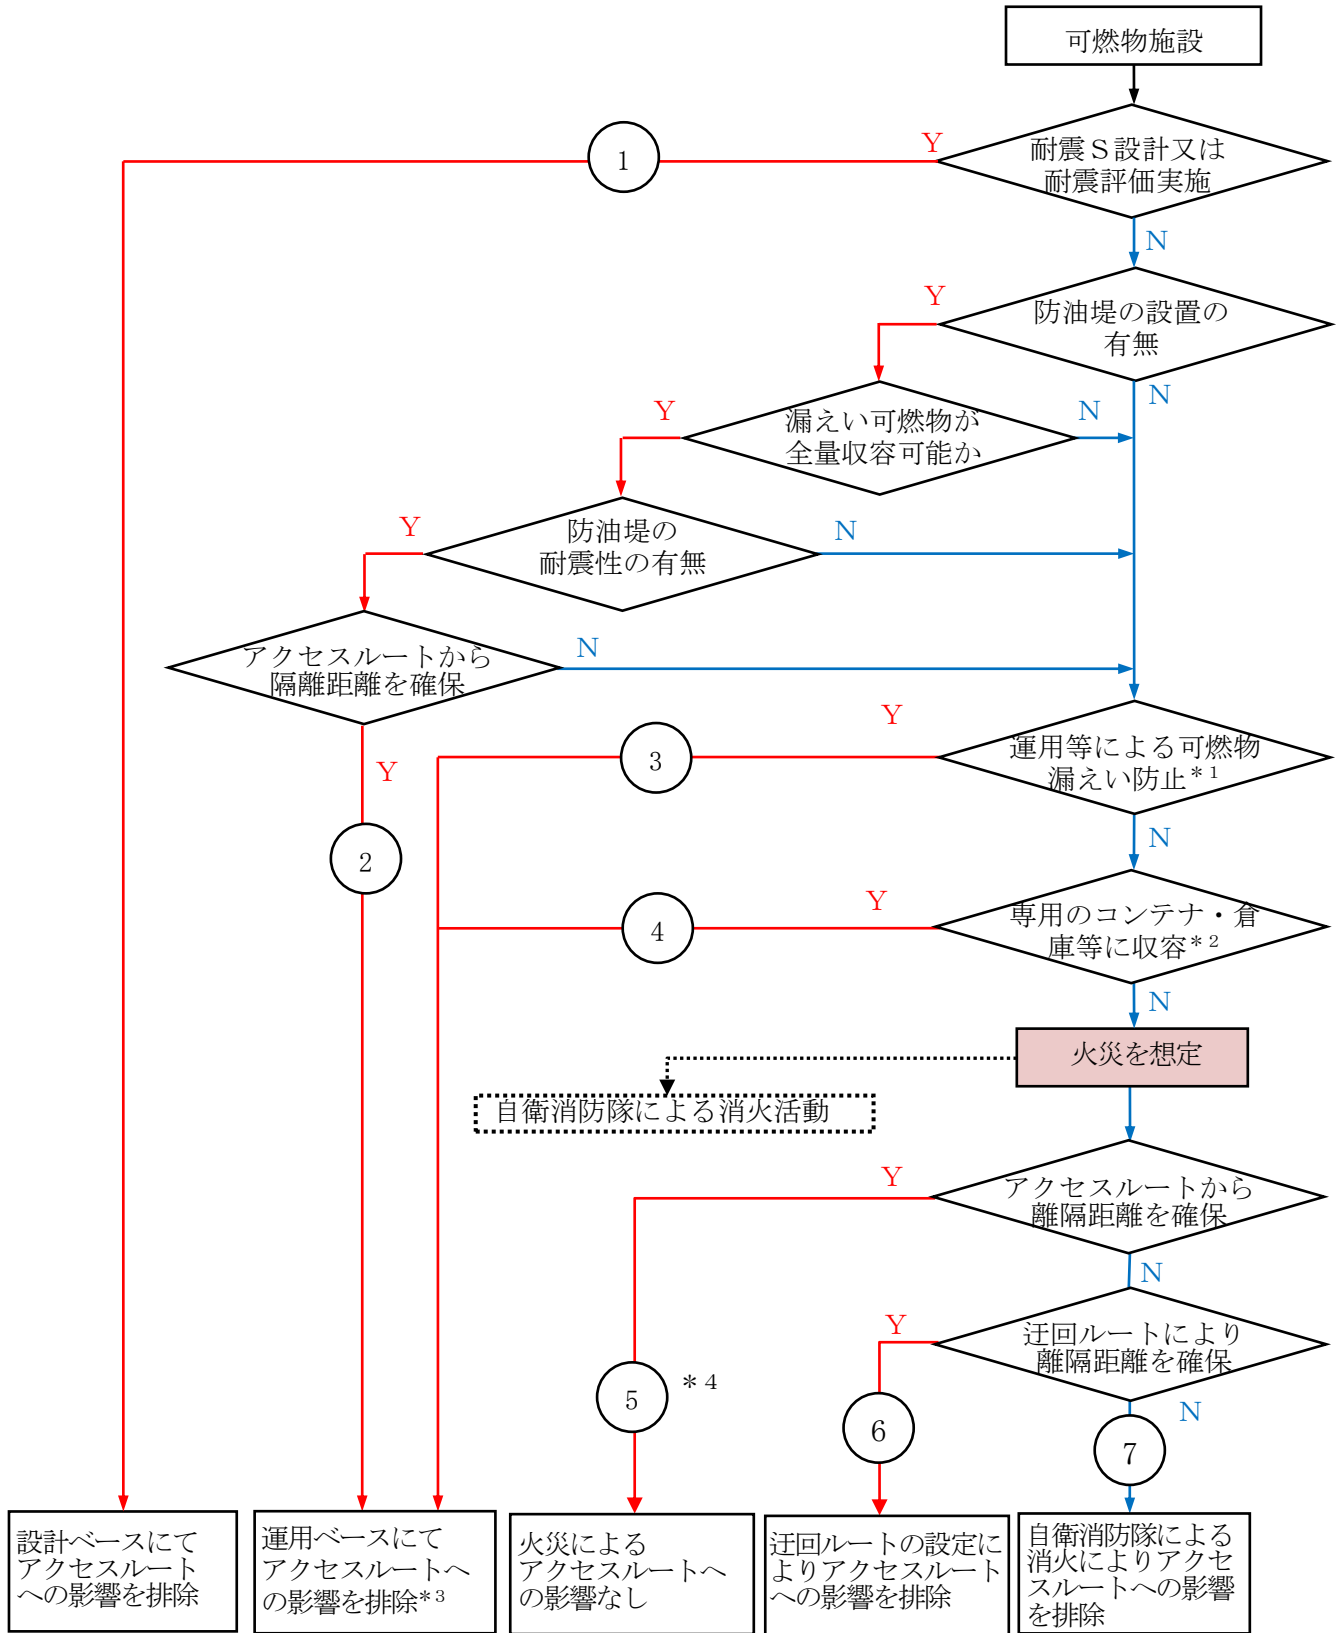 可燃物施設
耐震Ｓ設計又は
耐震評価実施
Ｙ
1
Ｎ
防油堤の設置の
有無
Ｙ
Ｎ
漏えい可燃物が
全量収容可能か
Ｙ
Ｎ
防油堤の
耐震性の有無
Ｙ
Ｎ
アクセスルートから
隔離距離を確保
Ｎ
Ｙ
2
運用等による可燃物
漏えい防止＊1
Ｙ
3
Ｎ
専用のコンテナ・倉
庫等に収容＊2
Ｙ
4
Ｎ
火災を想定
自衛消防隊による消火活動
アクセスルートから
離隔距離を確保
Ｙ
Ｎ
迂回ルートにより
離隔距離を確保
Ｙ
5
＊4
6
Ｎ
7
設計ベースにて
アクセスルート
への影響を排除
運用ベースにて
アクセスルートへ
の影響を排除＊3
火災による
アクセスルートへ
の影響なし
迂回ルートの設定に
よりアクセスルート
への影響を排除
自衛消防隊による
消火によりアクセ
スルートへの影響
を排除